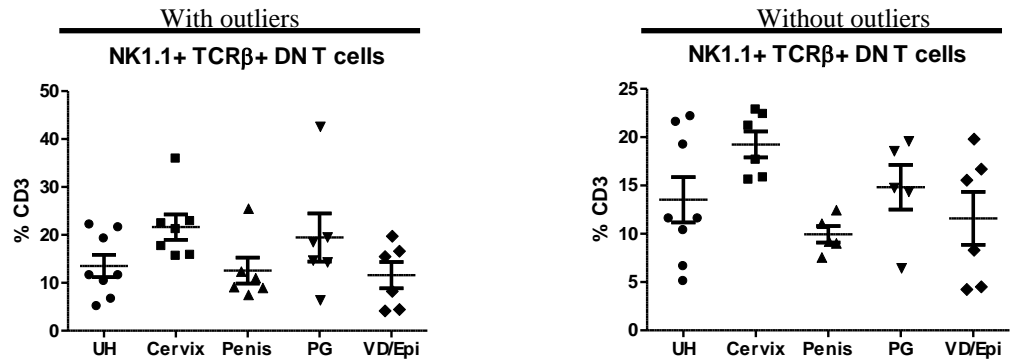 With outliers
NK1.1+ TCRβ+ DN T cells
% CD3
50
40
30
20
10
0
UH Cervix Penis PG VD/Epi
Without outliers
NK1.1+ TCRβ+ DN T cells
% CD3
25
20
15
10
5
0
UH Cervix Penis PG VD/Epi